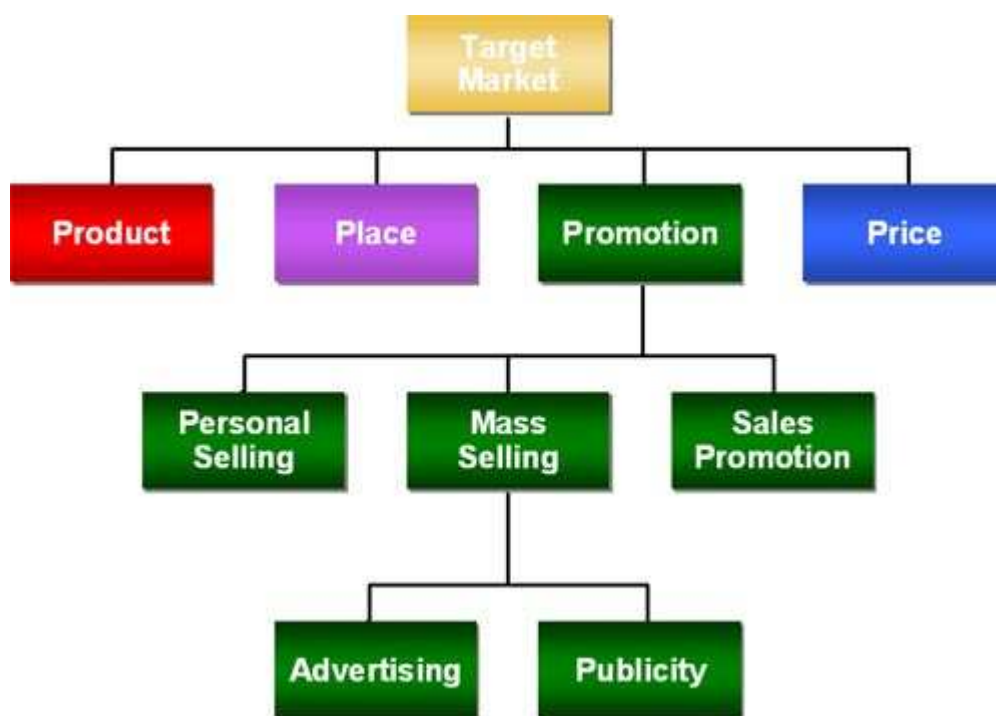 Target
Market
Product
Place
Promotion
Price
Personal
Selling
Mass
Selling
Sales
Promotion
Advertising
Publicity